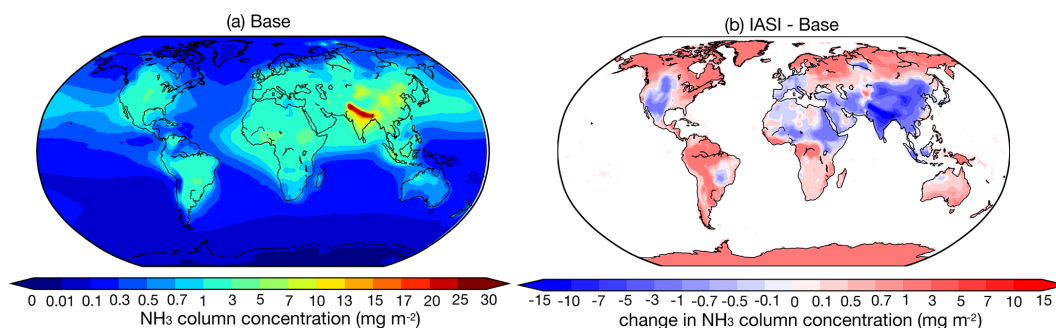 (a) Base
(b) IASI - Base
0 0.01 0.1 0.3 0.5 0.7 1 3 5 7 10 13 17 20 25 30
NH₃ column concentration (mg m⁻²)
-15 -10 -7 -5 -3 -1 -0.7 -0.5 -0.1 0 0.1 0.5 0.7 1 3 5 7 10 15
change in NH₃ column concentration (mg m⁻²)